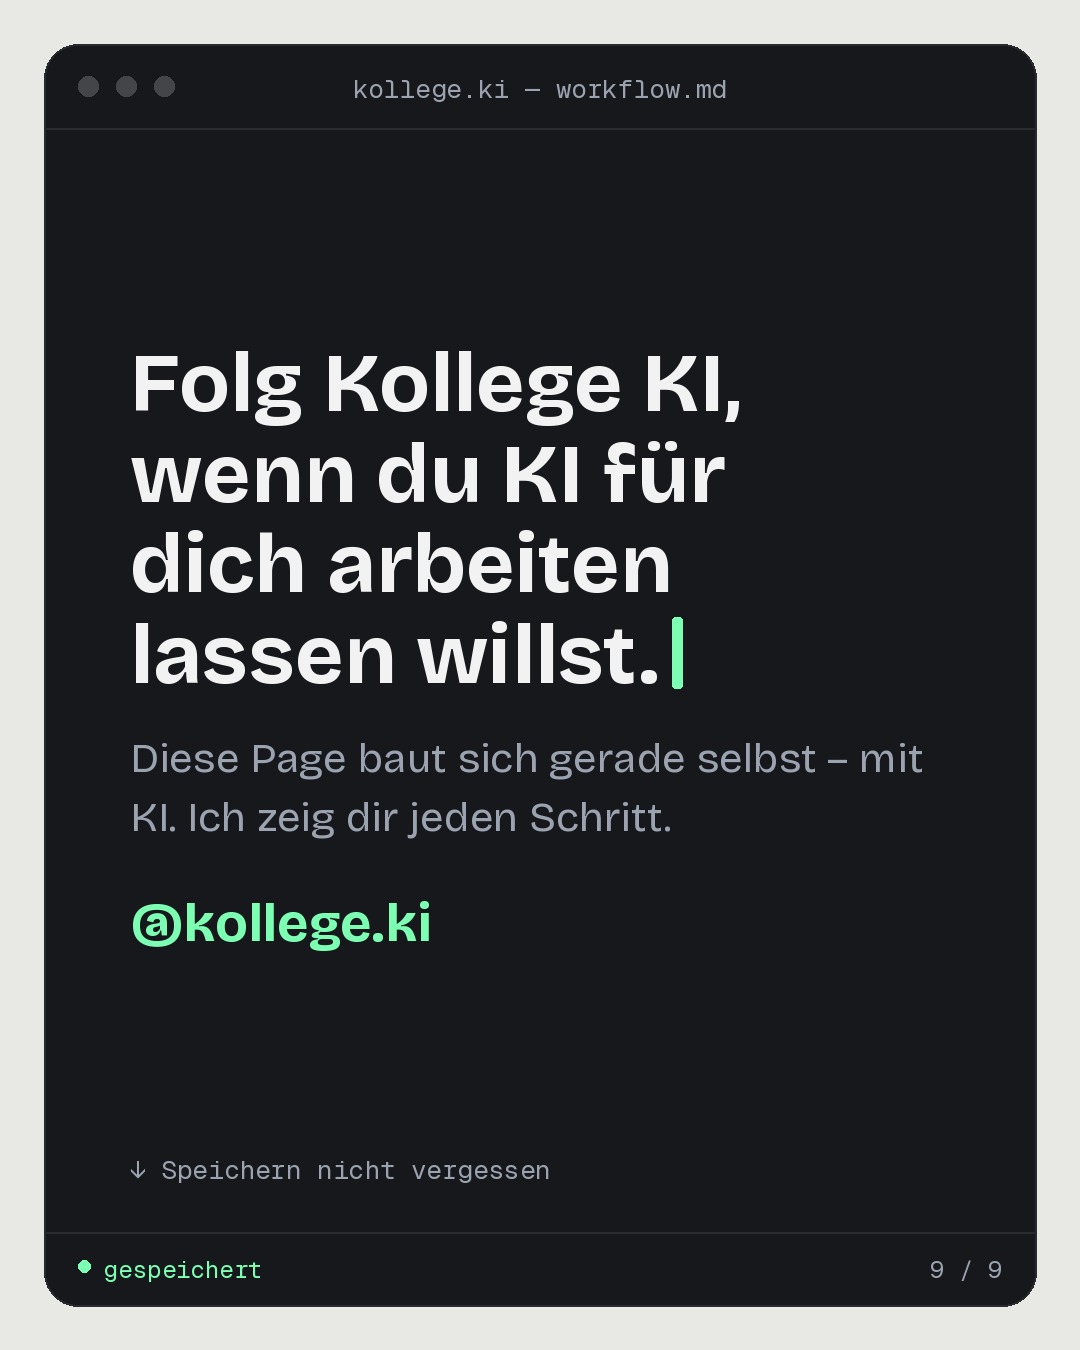 kollege.ki — workflow.md
Folg Kollege KI,
wenn du KI für
dich arbeiten
lassen willst.
Diese Page baut sich gerade selbst – mit
KI. Ich zeig dir jeden Schritt.
@kollege.ki
↓ Speichern nicht vergessen
gespeichert
9 / 9